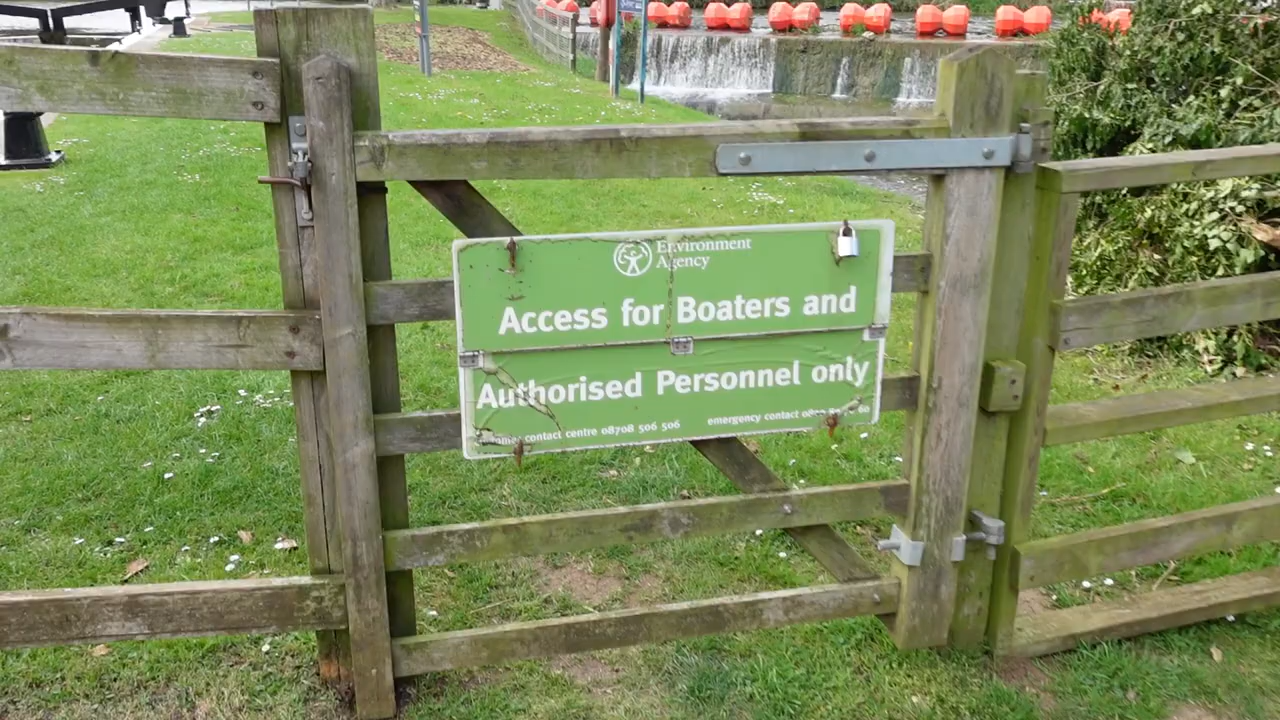 Environment
Agency
Access for Boaters and
Authorised Personnel only
contact centre 08708 506 506
emergency contact